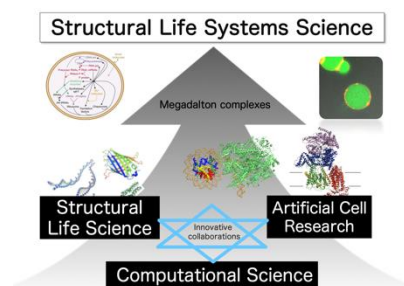 Structural Life Systems Science
Megadalton complexes
Structural
Life Science
Innovative
collaborations
Artificial Cell
Research
Computational Science